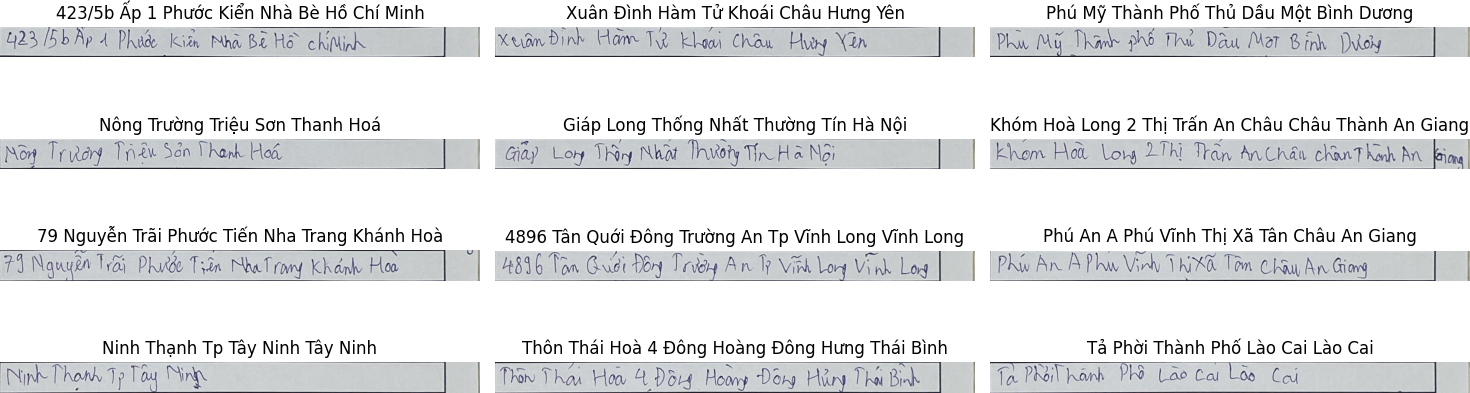 423/5b Ấp 1 Phước Kiển Nhà Bè Hồ Chí Minh
Xuân Đình Hàm Tử Khoái Châu Hưng Yên
Phú Mỹ Thành Phố Thủ Dầu Một Bình Dương
423/5b Ấp 1 Phước Kiển Nhà Bè Hồ chí Minh
Xuân Đình Hàm Tử Khoái Châu Hưng Yên
Phú Mỹ Thành phố Thủ Dầu Một Bình Dương
Nông Trường Triệu Sơn Thanh Hoá
Giáp Long Thống Nhất Thường Tín Hà Nội
Khóm Hoà Long 2 Thị Trấn An Châu Châu Thành An Giang
Nông Trường Triệu Sơn Thanh Hoá
Giáp Long Thống Nhất Thường Tín Hà Nội
Khóm Hoà Long 2 Thị Trấn An Châu Châu Thành An Giang
79 Nguyễn Trãi Phước Tiến Nha Trang Khánh Hoà
4896 Tân Quới Đông Trường An Tp Vĩnh Long Vĩnh Long
Phú An A Phú Vĩnh Thị Xã Tân Châu An Giang
79 Nguyễn Trãi Phước Tiến Nha Trang Khánh Hoà
4896 Tân Quới Đông Trường An Tp Vĩnh Long Vĩnh Long
Phú An A Phú Vĩnh Thị Xã Tân Châu An Giang
Ninh Thạnh Tp Tây Ninh Tây Ninh
Thôn Thái Hoà 4 Đông Hoàng Đông Hưng Thái Bình
Tả Phời Thành Phố Lào Cai Lào Cai
Ninh Thạnh Tp Tây Ninh
Thôn Thái Hoà 4 Đông Hoàng Đông Hưng Thái Bình
Tả Phời Thành Phố Lào Cai Lào Cai